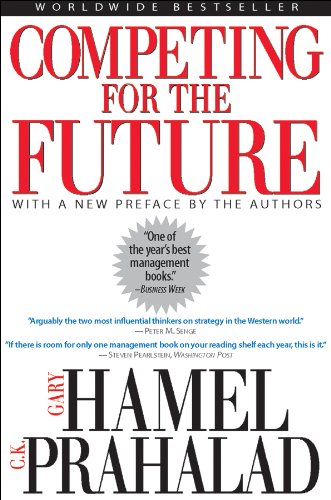 WORLDWIDE BESTSELLER
COMPETING
FOR THE
FUTURE
WITH A NEW PREFACE BY THE AUTHORS
“One of
the year’s best
management
books.”
–BUSINESS WEEK
“Arguably the two most influential thinkers on strategy in the Western world.”
— PETER M. SENGE
“If there is room for only one management book on your reading shelf each year, this is it.”
— STEVEN PEARLSTEIN, WASHINGTON POST
GARY HAMEL
C.K. PRAHALAD